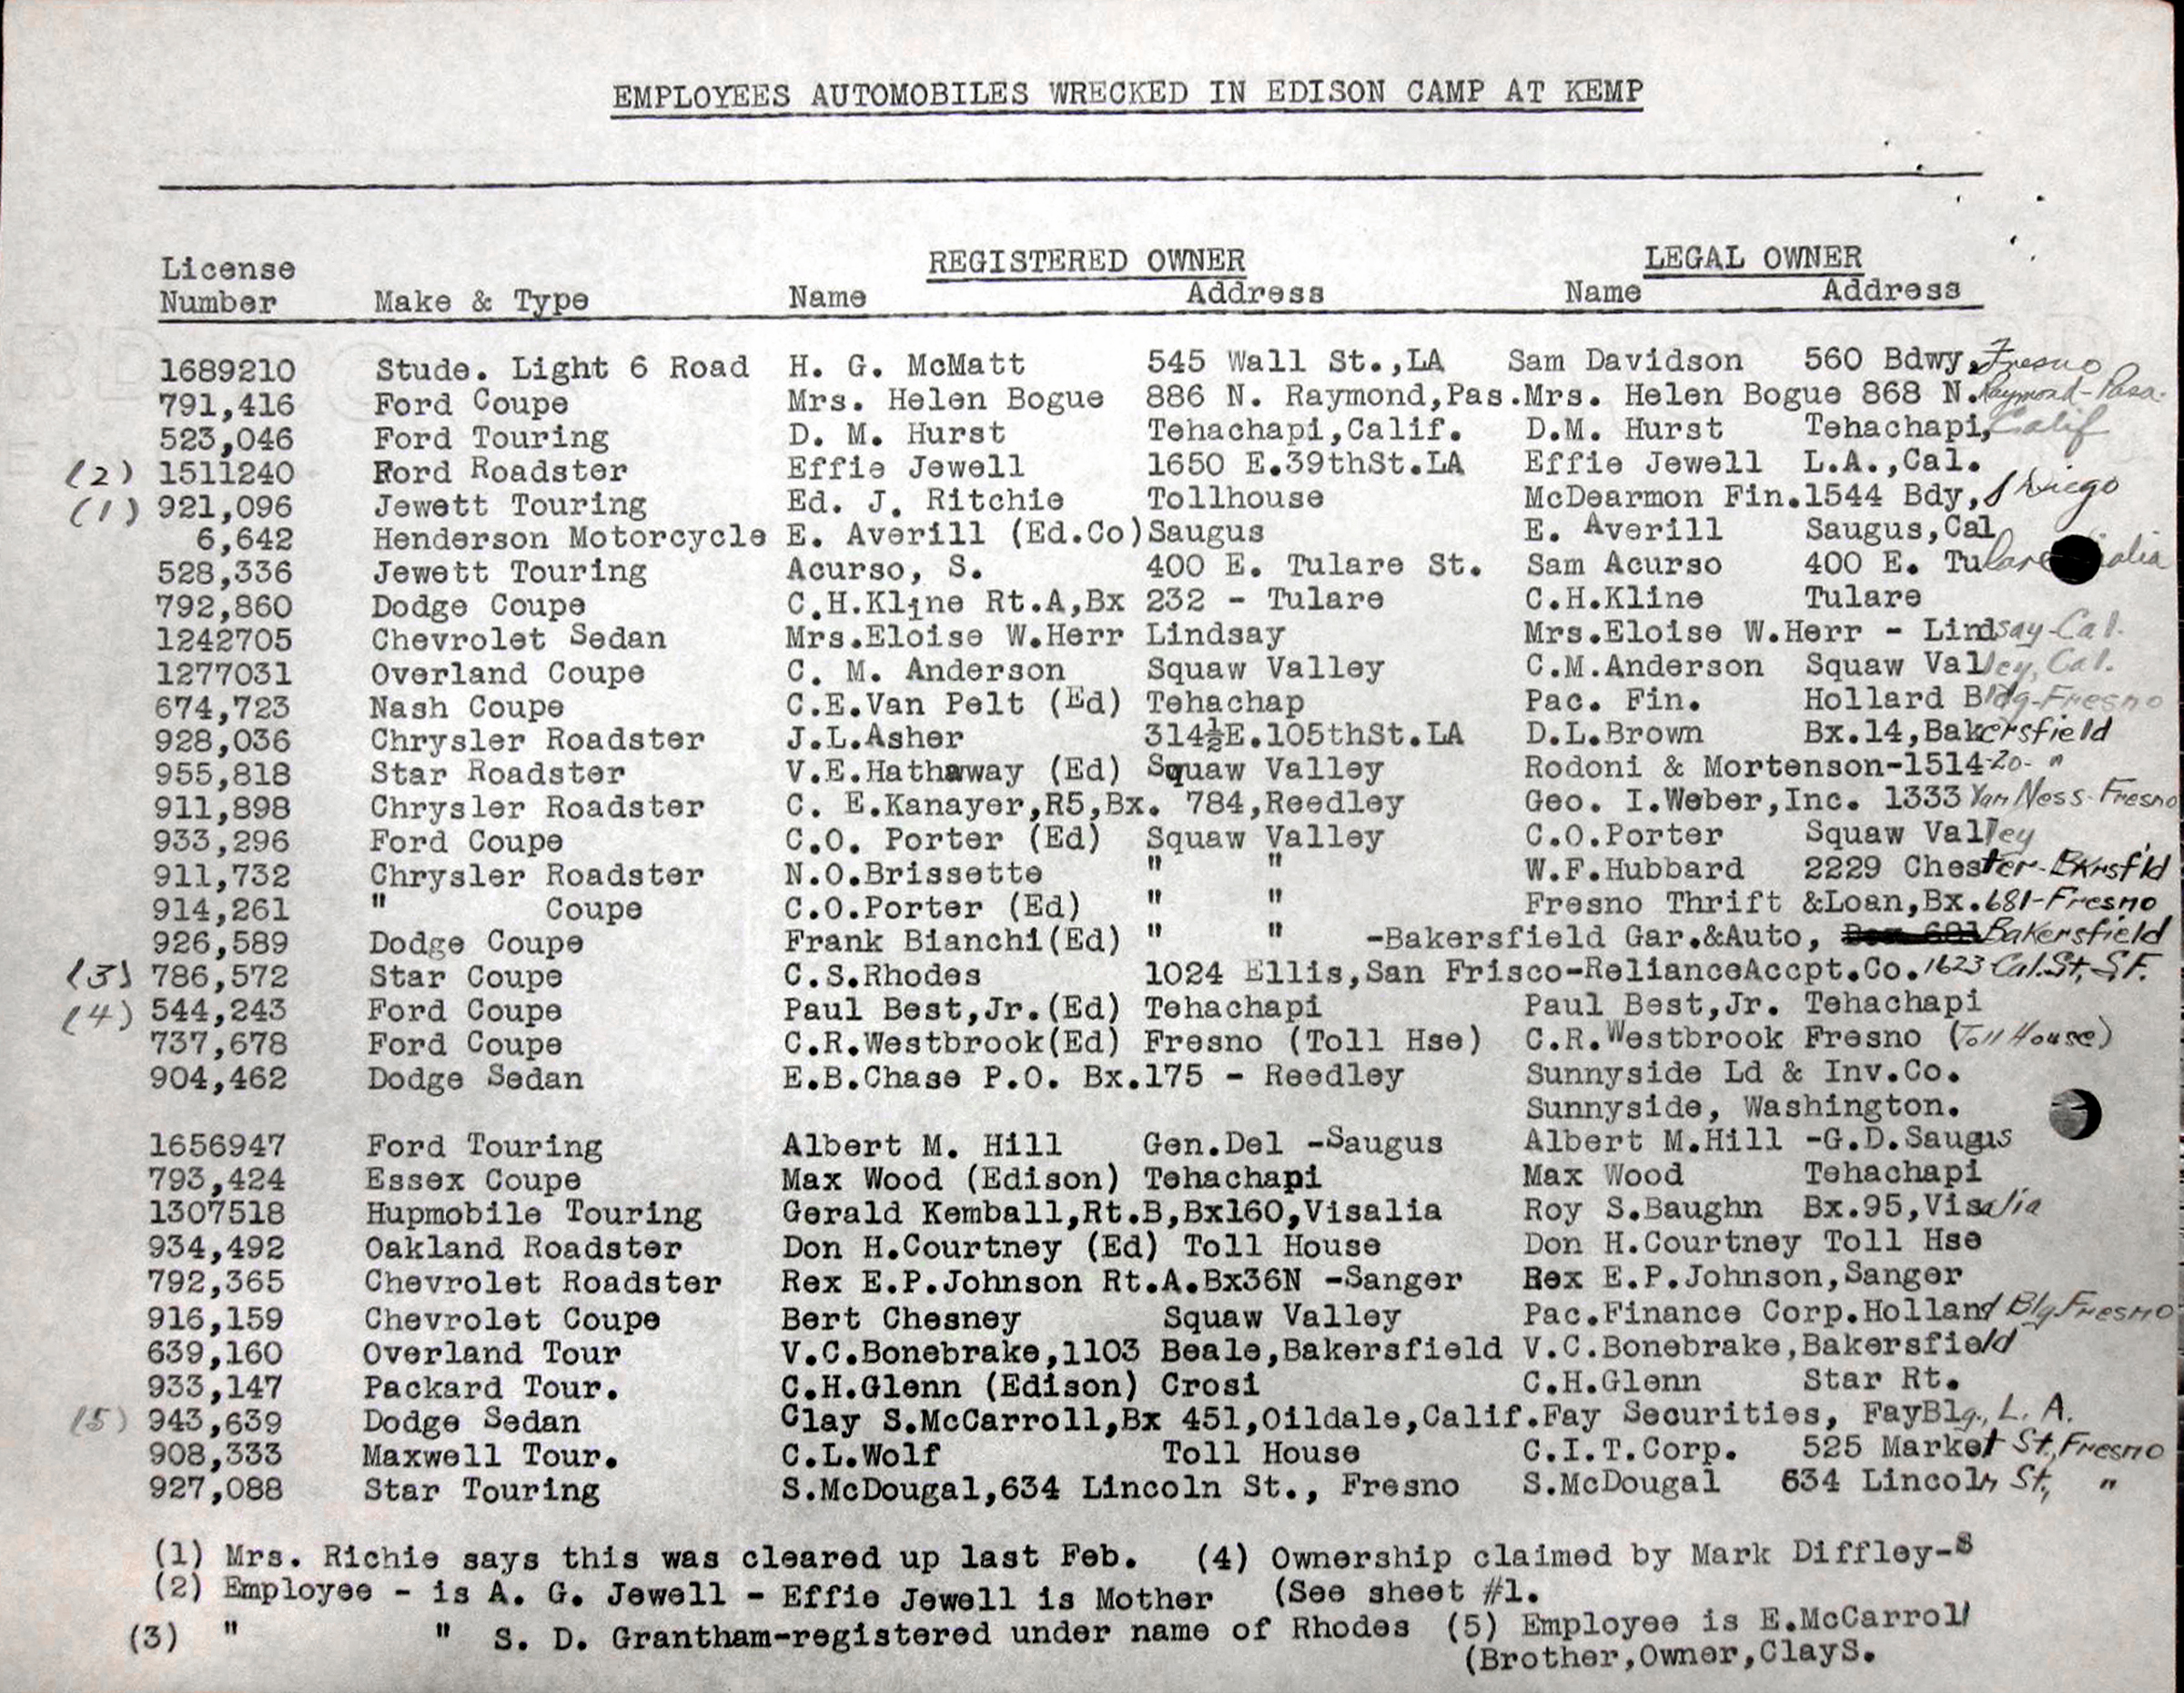 EMPLOYEES AUTOMOBILES WRECKED IN EDISON CAMP AT KEMP
REGISTERED OWNER LEGAL OWNER
License
Number Make & Type Name Address Name Address
1689210 Stude. Light 6 Road H. G. McMatt 545 Wall St.,LA Sam Davidson 560 Bdwy, Fresno
791,416 Ford Coupe Mrs. Helen Bogue 886 N. Raymond,Pas. Mrs. Helen Bogue 868 N. Raymond-Pasa.
523,046 Ford Touring D. M. Hurst Tehachapi,Calif. D.M. Hurst Tehachapi, Calif
(2) 1511240 Ford Roadster Effie Jewell 1650 E.39thSt.LA Effie Jewell L.A.,Cal.
(1) 921,096 Jewett Touring Ed. J. Ritchie Tollhouse McDearmon Fin.1544 Bdy, S Diego
6,642 Henderson Motorcycle E. Averill (Ed.Co) Saugus E. Averill Saugus,Cal
528,336 Jewett Touring Acurso, S. 400 E. Tulare St. Sam Acurso 400 E. Tulare
792,860 Dodge Coupe C.H.Kline Rt.A,Bx 232 - Tulare C.H.Kline Tulare
1242705 Chevrolet Sedan Mrs.Eloise W.Herr Lindsay Mrs.Eloise W.Herr - Lindsay-Cal.
1277031 Overland Coupe C. M. Anderson Squaw Valley C.M.Anderson Squaw Valley, Cal.
674,723 Nash Coupe C.E.Van Pelt (Ed) Tehachap Pac. Fin. Hollard Bldg-Fresno
928,036 Chrysler Roadster J.L.Asher 314½E.105thSt.LA D.L.Brown Bx.14,Bakersfield
955,818 Star Roadster V.E.Hathaway (Ed) Squaw Valley Rodoni & Mortenson-1514-20- "
911,898 Chrysler Roadster C. E.Kanayer,R5,Bx. 784,Reedley Geo. I.Weber,Inc. 1333 Van Ness-Fresno
933,296 Ford Coupe C.O. Porter (Ed) Squaw Valley C.O.Porter Squaw Valley
911,732 Chrysler Roadster N.O.Brissette " " W.F.Hubbard 2229 Chester-Bkrsf'ld
914,261 " Coupe C.O.Porter (Ed) " " Fresno Thrift &Loan,Bx.681-Fresno
926,589 Dodge Coupe Frank Bianchi(Ed) " " -Bakersfield Gar.&Auto, Bakersfield
(3) 786,572 Star Coupe C.S.Rhodes 1024 Ellis,San Frisco-RelianceAccpt.Co. 1623 Cal.St, S.F.
(4) 544,243 Ford Coupe Paul Best,Jr.(Ed) Tehachapi Paul Best,Jr. Tehachapi
737,678 Ford Coupe C.R.Westbrook(Ed) Fresno (Toll Hse) C.R.Westbrook Fresno (Toll House)
904,462 Dodge Sedan E.B.Chase P.O. Bx.175 - Reedley Sunnyside Ld & Inv.Co.
Sunnyside, Washington.
1656947 Ford Touring Albert M. Hill Gen.Del -Saugus Albert M.Hill -G.D.Saugus
793,424 Essex Coupe Max Wood (Edison) Tehachapi Max Wood Tehachapi
1307518 Hupmobile Touring Gerald Kemball,Rt.B,Bx160,Visalia Roy S.Baughn Bx.95,Visalia
934,492 Oakland Roadster Don H.Courtney (Ed) Toll House Don H.Courtney Toll Hse
792,365 Chevrolet Roadster Rex E.P.Johnson Rt.A.Bx36N -Sanger Rex E.P.Johnson,Sanger
916,159 Chevrolet Coupe Bert Chesney Squaw Valley Pac.Finance Corp.Holland Blg.Fresno
639,160 Overland Tour V.C.Bonebrake,1103 Beale,Bakersfield V.C.Bonebrake,Bakersfield
933,147 Packard Tour. C.H.Glenn (Edison) Crosi C.H.Glenn Star Rt.
(5) 943,639 Dodge Sedan Clay S.McCarroll,Bx 451,Oildale,Calif. Fay Securities, FayBlg., L. A.
908,333 Maxwell Tour. C.L.Wolf Toll House C.I.T.Corp. 525 Market St., Fresno
927,088 Star Touring S.McDougal,634 Lincoln St., Fresno S.McDougal 634 Lincoln St., "
(1) Mrs. Richie says this was cleared up last Feb. (4) Ownership claimed by Mark Diffley-s
(2) Employee - is A. G. Jewell - Effie Jewell is Mother (See sheet #1.
(3) " " S. D. Grantham-registered under name of Rhodes (5) Employee is E.McCarroll
(Brother,Owner,ClayS.